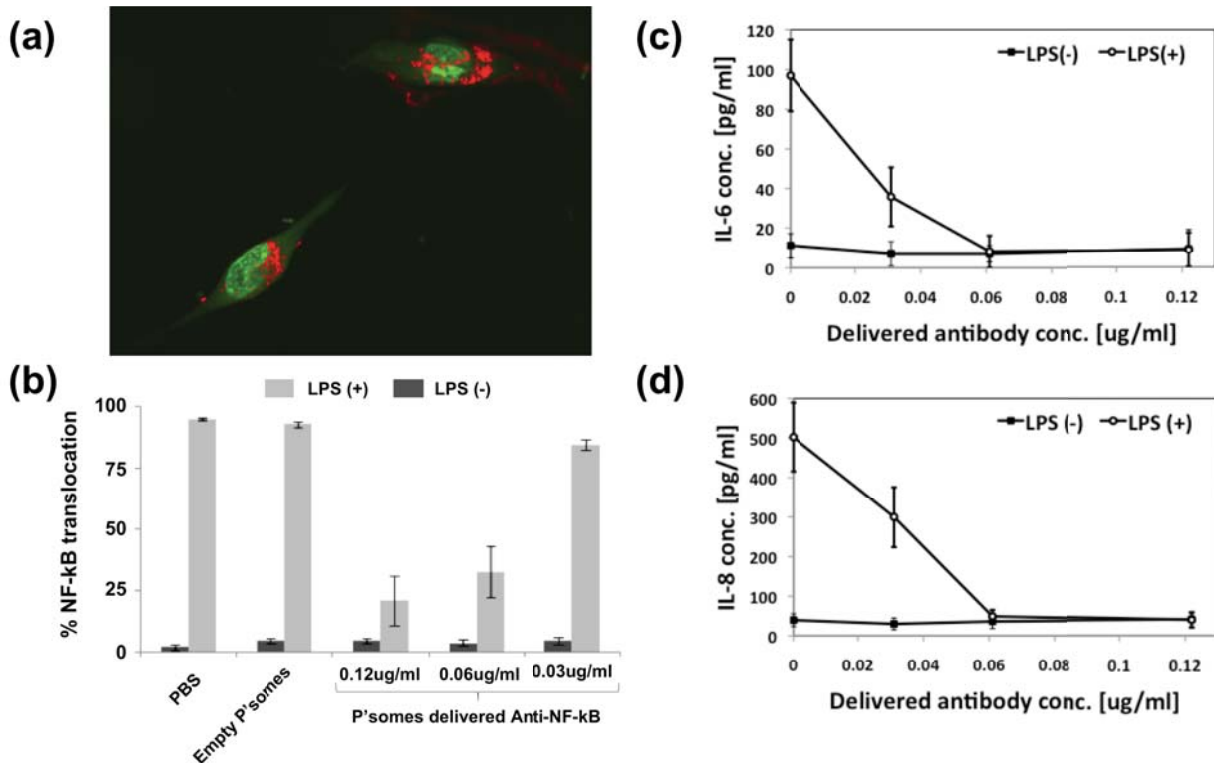 (a)
(b)
LPS (+) LPS (-)
% NF-kB translocation
100
75
50
25
0
PBS
Empty P'somes
0.12ug/ml 0.06ug/ml 0.03ug/ml
P'somes delivered Anti-NF-kB
(c)
LPS(-) LPS(+)
IL-6 conc. [pg/ml]
120
100
80
60
40
20
0
0 0.02 0.04 0.06 0.08 0.1 0.12
Delivered antibody conc. [ug/ml]
(d)
LPS (-) LPS (+)
IL-8 conc. [pg/ml]
600
500
400
300
200
100
0
0 0.02 0.04 0.06 0.08 0.1 0.12
Delivered antibody conc. [ug/ml]